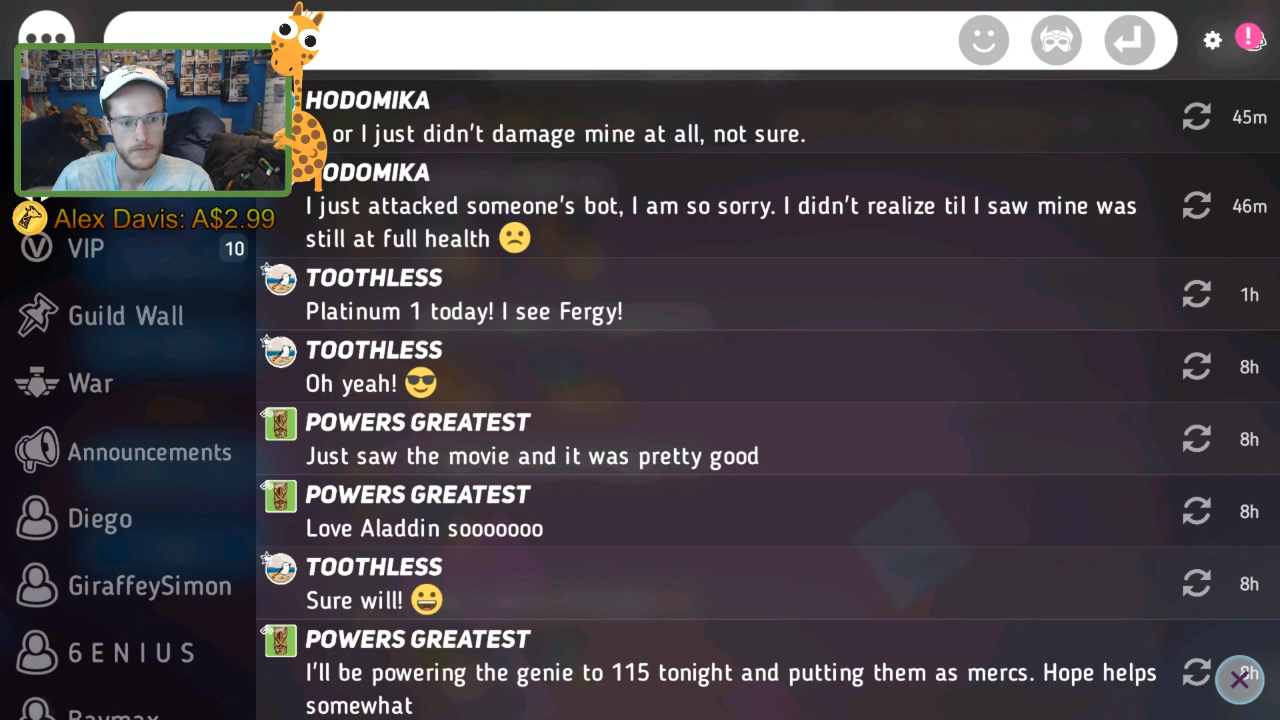 HODOMIKA
or I just didn't damage mine at all, not sure.
45m
ODOMIKA
I just attacked someone's bot, I am so sorry. I didn't realize til I saw mine was
still at full health
46m
Alex Davis: A$2.99
VIP
10
Guild Wall
War
Announcements
Diego
GiraffeySimon
6ENIUS
Baymax
TOOTHLESS
Platinum 1 today! I see Fergy!
1h
TOOTHLESS
Oh yeah!
8h
POWERS GREATEST
Just saw the movie and it was pretty good
8h
POWERS GREATEST
Love Aladdin sooooooo
8h
TOOTHLESS
Sure will!
8h
POWERS GREATEST
I'll be powering the genie to 115 tonight and putting them as mercs. Hope helps
somewhat
8h